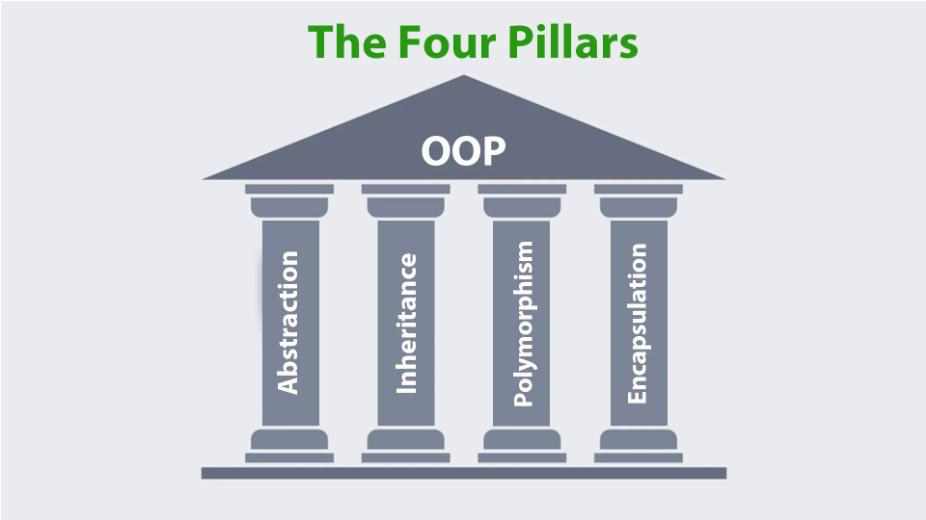 The Four Pillars
OOP
Abstraction
Inheritance
Polymorphism
Encapsulation